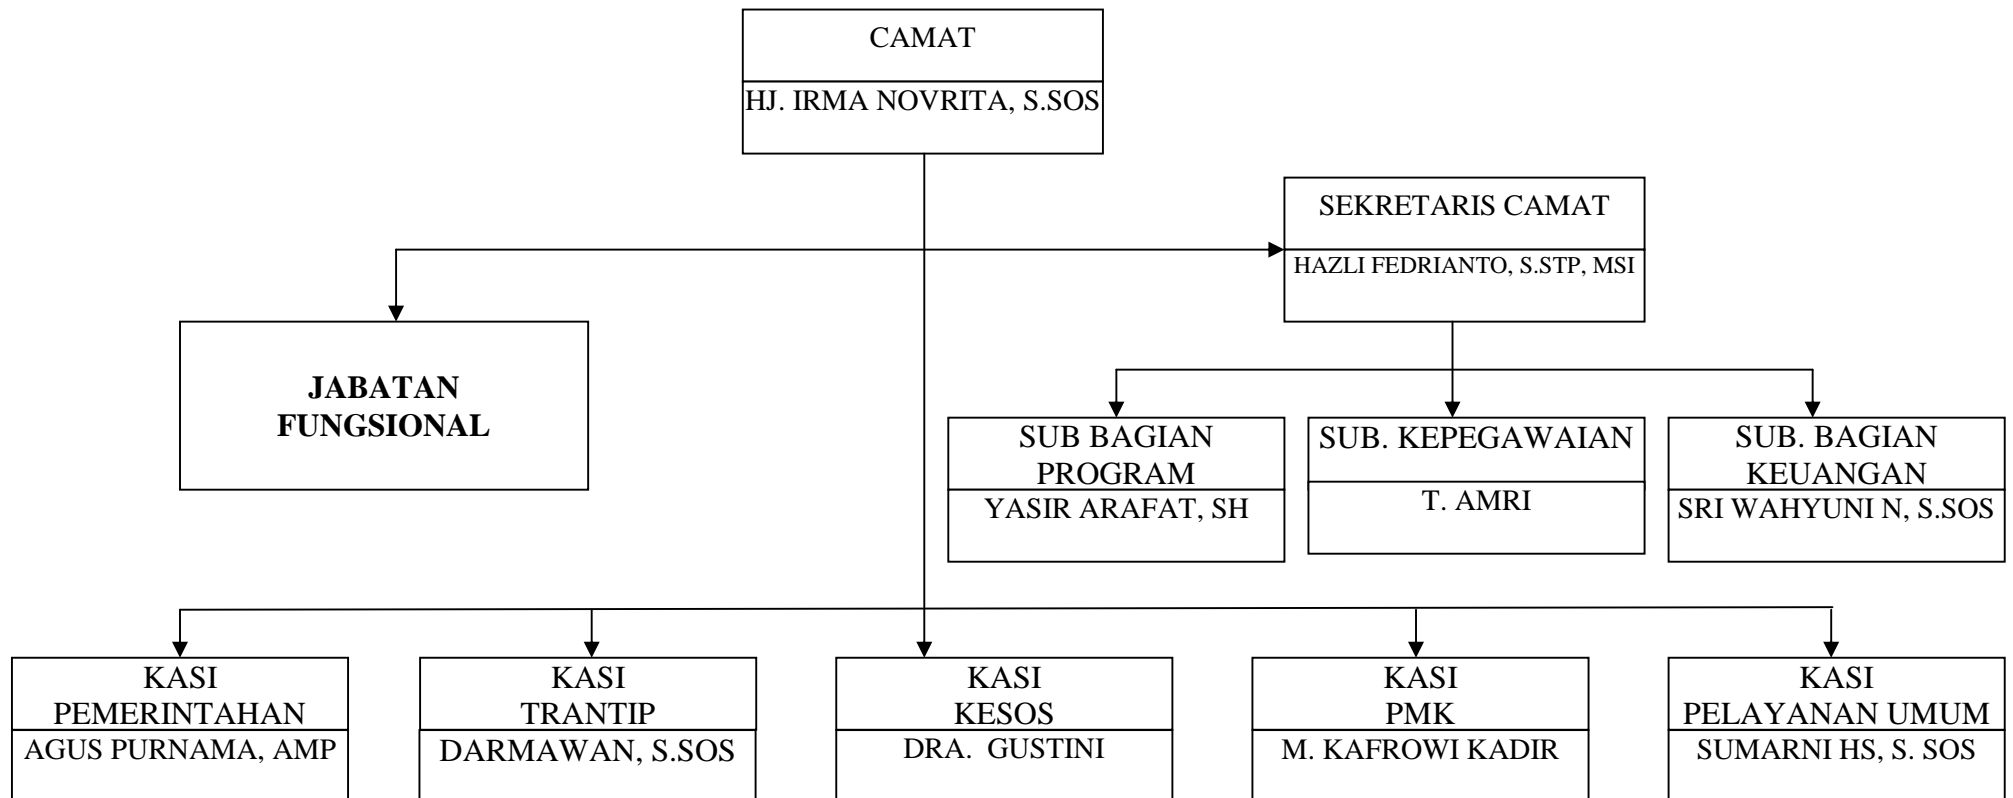 CAMAT
HJ. IRMA NOVRITA, S.SOS
SEKRETARIS CAMAT
HAZLI FEDRIANTO, S.STP, MSI
JABATAN
FUNGSIONAL
SUB BAGIAN
PROGRAM
YASIR ARAFAT, SH
SUB. KEPEGAWAIAN
T. AMRI
SUB. BAGIAN
KEUANGAN
SRI WAHYUNI N, S.SOS
KASI
PEMERINTAHAN
AGUS PURNAMA, AMP
KASI
TRANTIP
DARMAWAN, S.SOS
KASI
KESOS
DRA.  GUSTINI
KASI
PMK
M. KAFROWI KADIR
KASI
PELAYANAN UMUM
SUMARNI HS, S. SOS